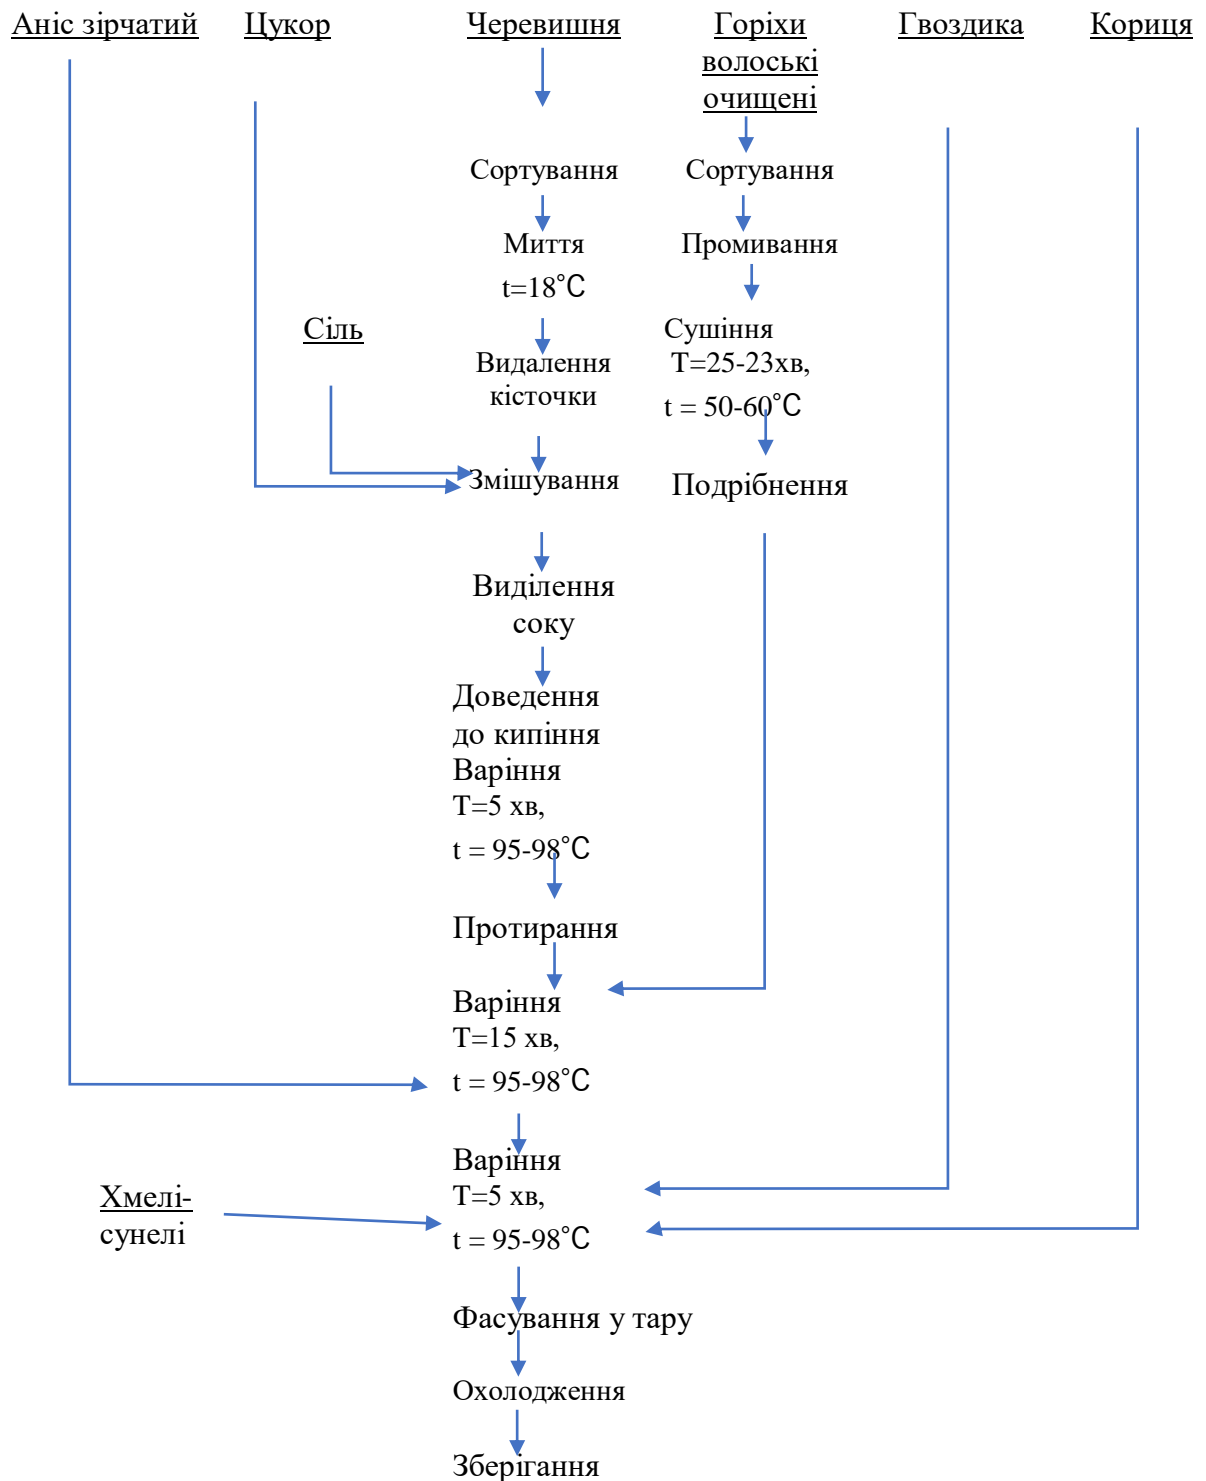 Аніс зірчатий
Цукор
Черевишня
Горіхи
волоські
очищені
Гвоздика
Кориця
Сортування
Сортування
Миття
t=18°C
Промивання
Сіль
Видалення
кісточки
Сушіння
Т=25-23хв,
t = 50-60°C
Змішування
Подрібнення
Виділення
соку
Доведення
до кипіння
Варіння
Т=5 хв,
t = 95-98°C
Протирання
Варіння
Т=15 хв,
t = 95-98°C
Варіння
Т=5 хв,
t = 95-98°C
Хмелі-
сунелі
Фасування у тару
Охолодження
Зберігання